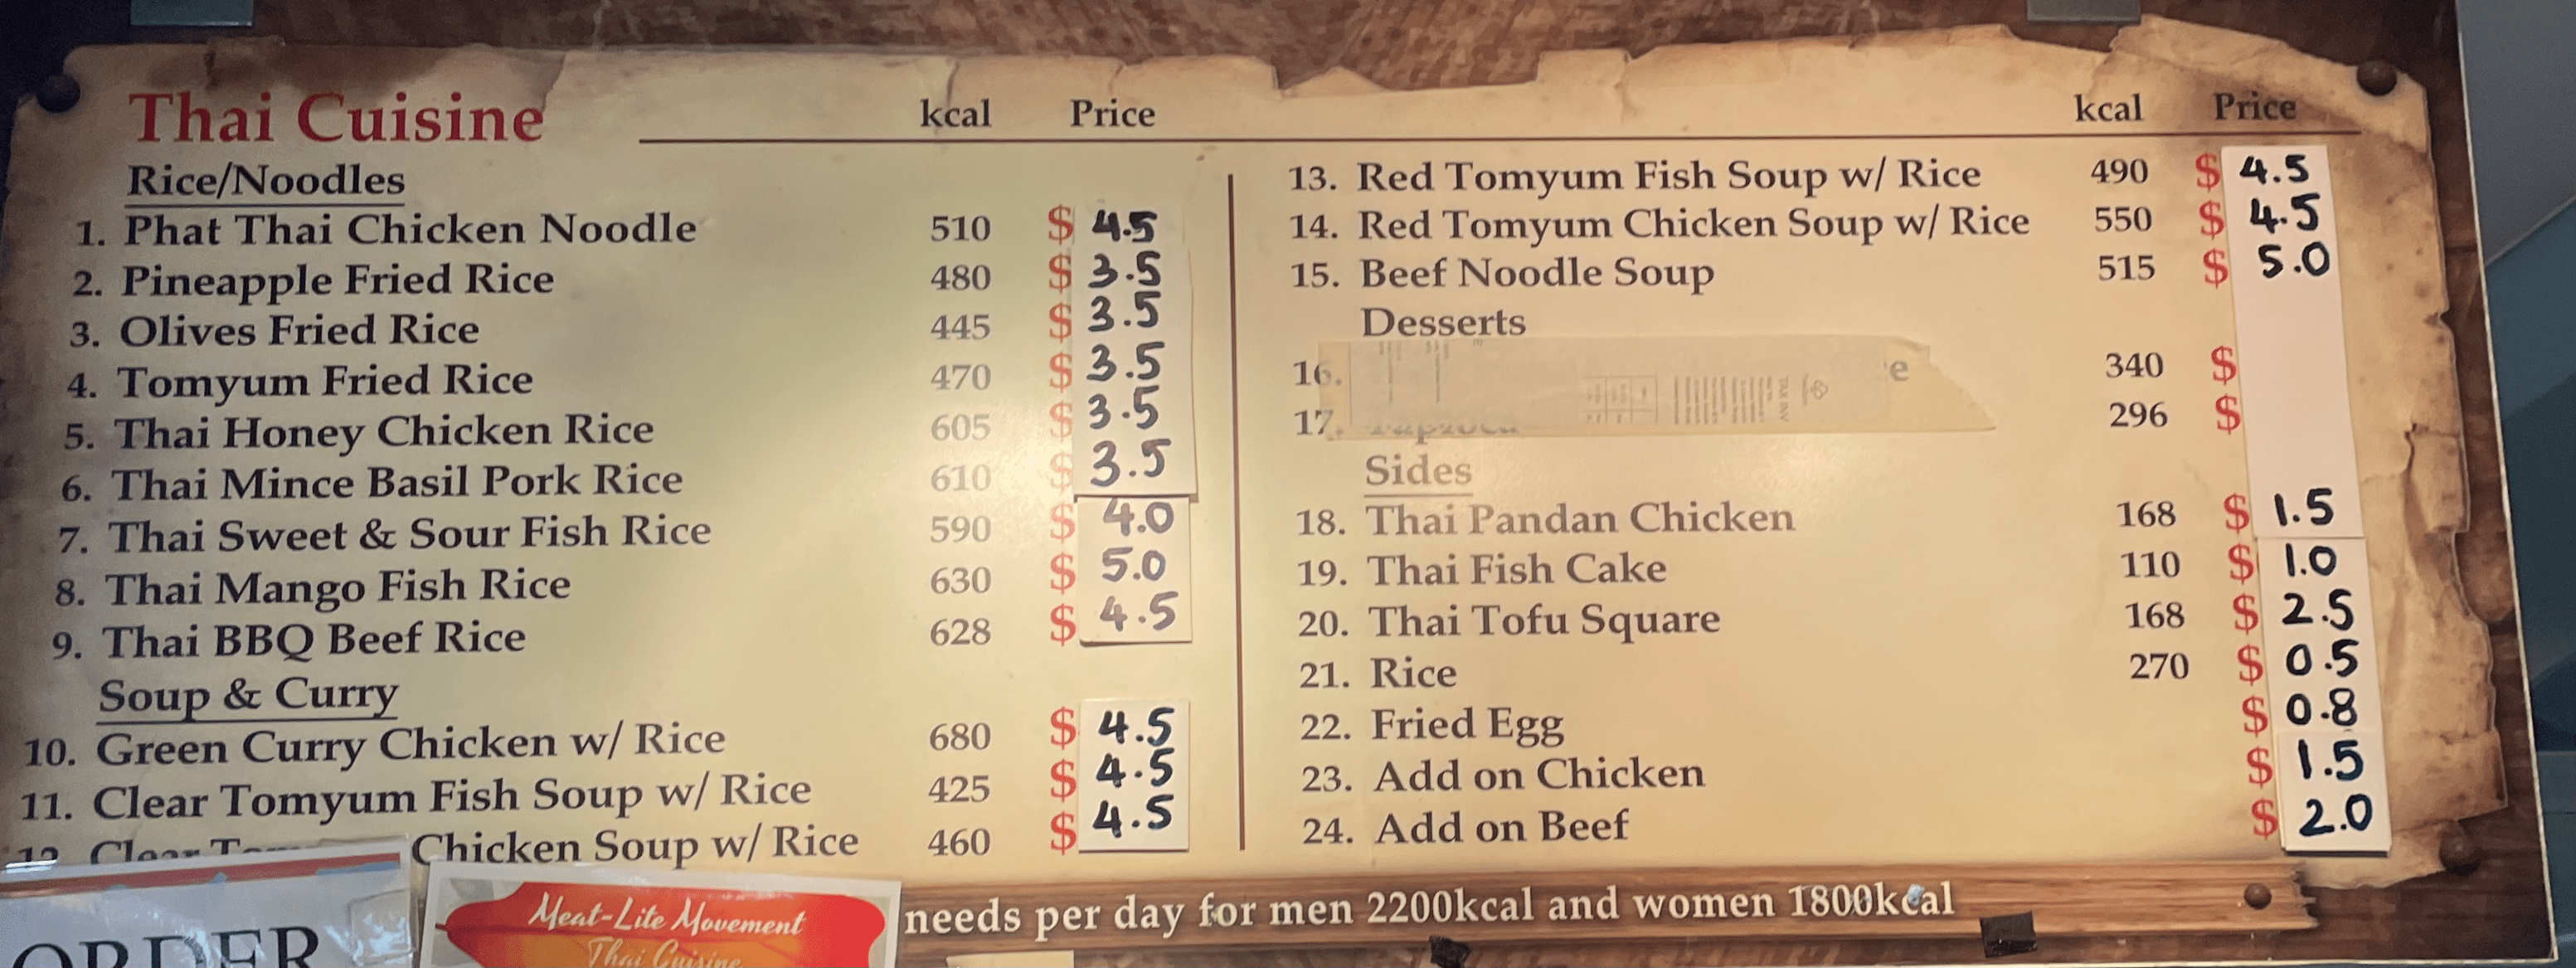 Thai Cuisine kcal Price
Rice/Noodles
1. Phat Thai Chicken Noodle 510 $ 4.5
2. Pineapple Fried Rice 480 $ 3.5
3. Olives Fried Rice 445 $ 3.5
4. Tomyum Fried Rice 470 $ 3.5
5. Thai Honey Chicken Rice 605 $ 3.5
6. Thai Mince Basil Pork Rice 610 $ 3.5
7. Thai Sweet & Sour Fish Rice 590 $ 4.0
8. Thai Mango Fish Rice 630 $ 5.0
9. Thai BBQ Beef Rice 628 $ 4.5
Soup & Curry
10. Green Curry Chicken w/ Rice 680 $ 4.5
11. Clear Tomyum Fish Soup w/ Rice 425 $ 4.5
12 Clear Chicken Soup w/ Rice 460 $ 4.5
kcal Price
13. Red Tomyum Fish Soup w/ Rice 490 $ 4.5
14. Red Tomyum Chicken Soup w/ Rice 550 $ 4.5
15. Beef Noodle Soup 515 $ 5.0
Desserts
16. 340 $
17. 296 $
Sides
18. Thai Pandan Chicken 168 $ 1.5
19. Thai Fish Cake 110 $ 1.0
20. Thai Tofu Square 168 $ 2.5
21. Rice 270 $ 0.5
22. Fried Egg $ 0.8
23. Add on Chicken $ 1.5
24. Add on Beef $ 2.0
needs per day for men 2200kcal and women 1800kcal
ORDER
Meat-Lite Movement
Thai Cuisine